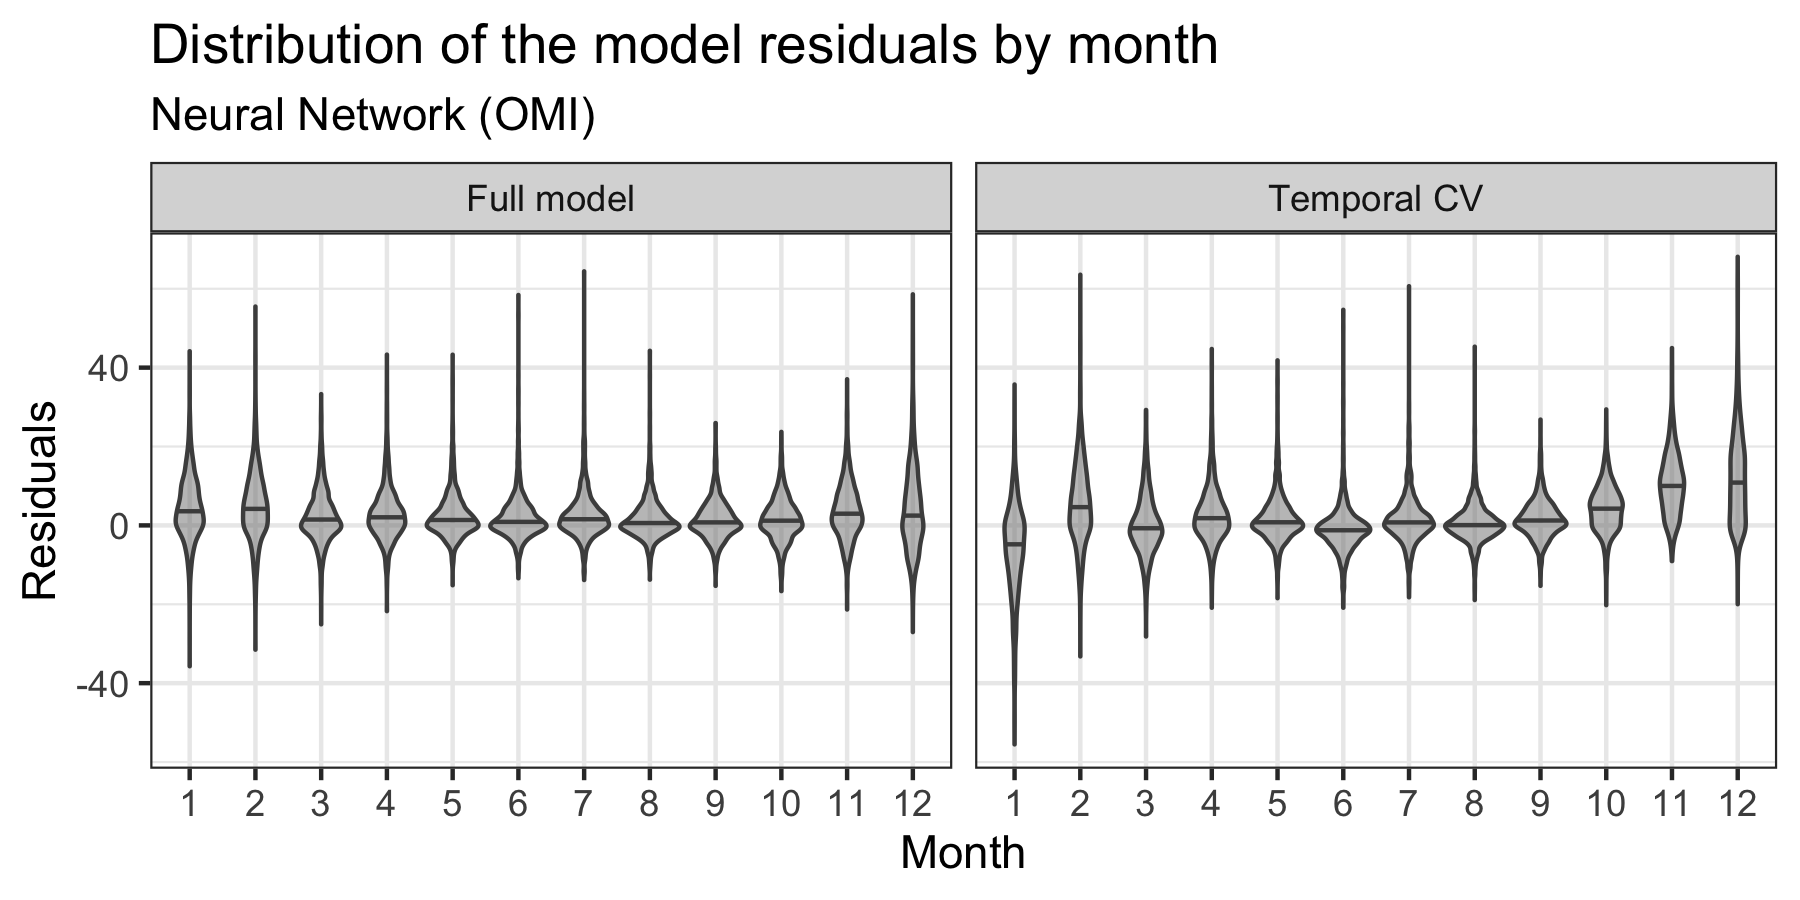 Distribution of the model residuals by month
Neural Network (OMI)
Full model
Temporal CV
Residuals
40
0
-40
1 2 3 4 5 6 7 8 9 10 11 12
1 2 3 4 5 6 7 8 9 10 11 12
Month